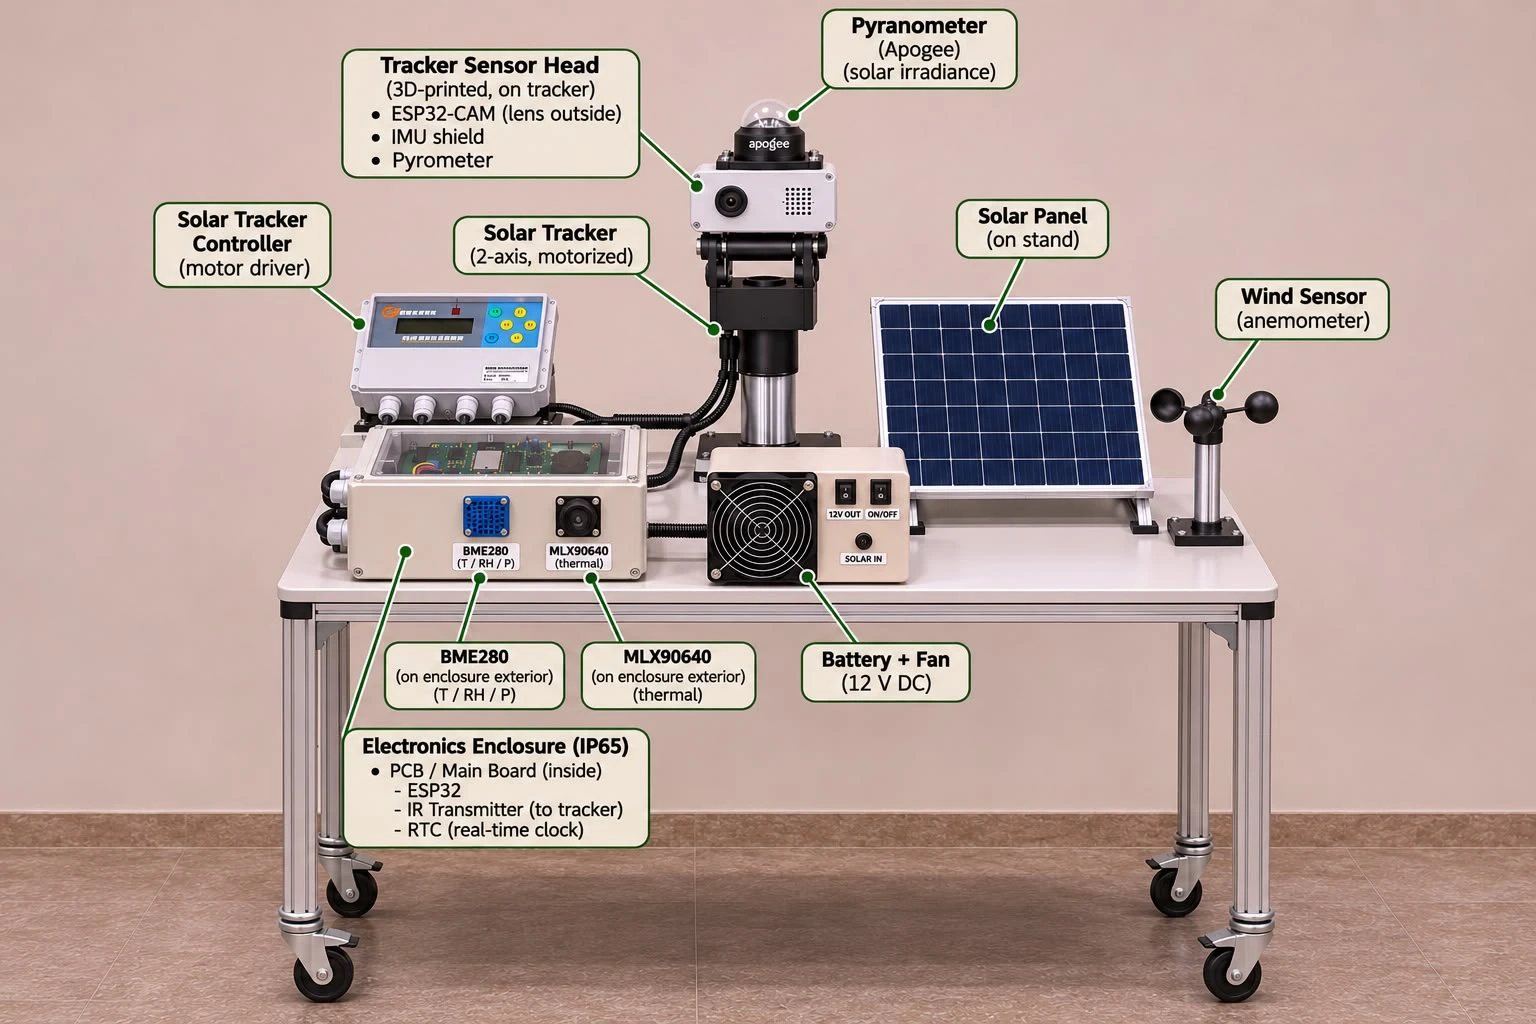 Pyranometer
(Apogee)
(solar irradiance)
Tracker Sensor Head
(3D-printed, on tracker)
• ESP32-CAM (lens outside)
• IMU shield
• Pyrometer
apogee
Solar Tracker
Controller
(motor driver)
Solar Tracker
(2-axis, motorized)
Solar Panel
(on stand)
Wind Sensor
(anemometer)
12V OUT
ON/OFF
SOLAR IN
BME280
(T / RH / P)
MLX90640
(thermal)
BME280
(on enclosure exterior)
(T / RH / P)
MLX90640
(on enclosure exterior)
(thermal)
Battery + Fan
(12 V DC)
Electronics Enclosure (IP65)
• PCB / Main Board (inside)
- ESP32
- IR Transmitter (to tracker)
- RTC (real-time clock)